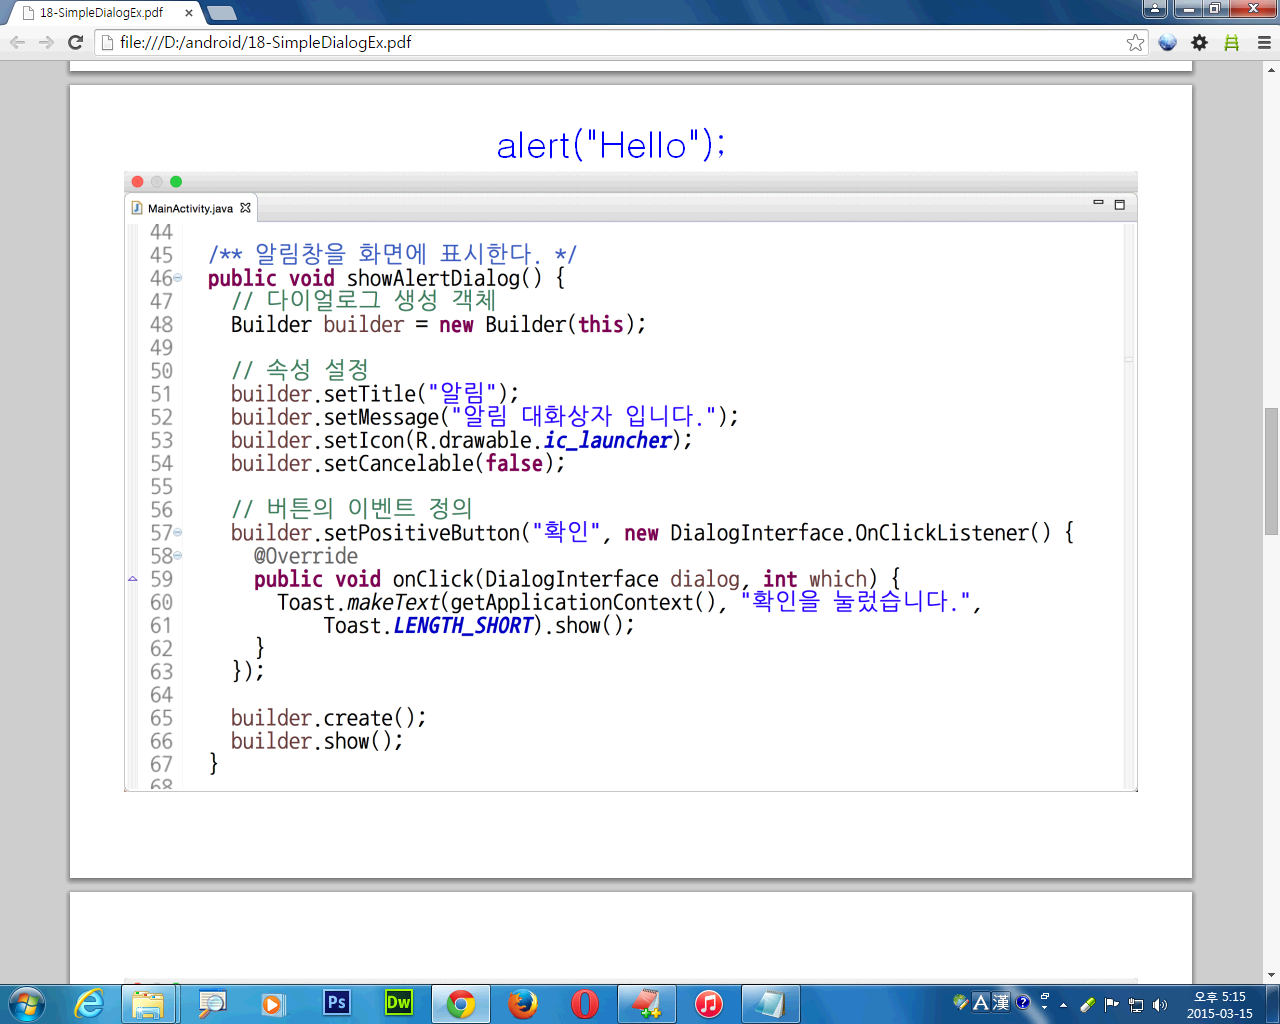 18-SimpleDialogEx.pdf
file:///D:/android/18-SimpleDialogEx.pdf
alert("Hello");
MainActivity.java
44
45 /** 알림창을 화면에 표시한다. */
46 public void showAlertDialog() {
47 // 다이얼로그 생성 객체
48 Builder builder = new Builder(this);
49
50 // 속성 설정
51 builder.setTitle("알림");
52 builder.setMessage("알림 대화상자 입니다.");
53 builder.setIcon(R.drawable.ic_launcher);
54 builder.setCancelable(false);
55
56 // 버튼의 이벤트 정의
57 builder.setPositiveButton("확인", new DialogInterface.OnClickListener() {
58 @Override
59 public void onClick(DialogInterface dialog, int which) {
60 Toast.makeText(getApplicationContext(), "확인을 눌렀습니다.",
61 Toast.LENGTH_SHORT).show();
62 }
63 });
64
65 builder.create();
66 builder.show();
67 }
68
Ps
Dw
A 漢
오후 5:15
2015-03-15